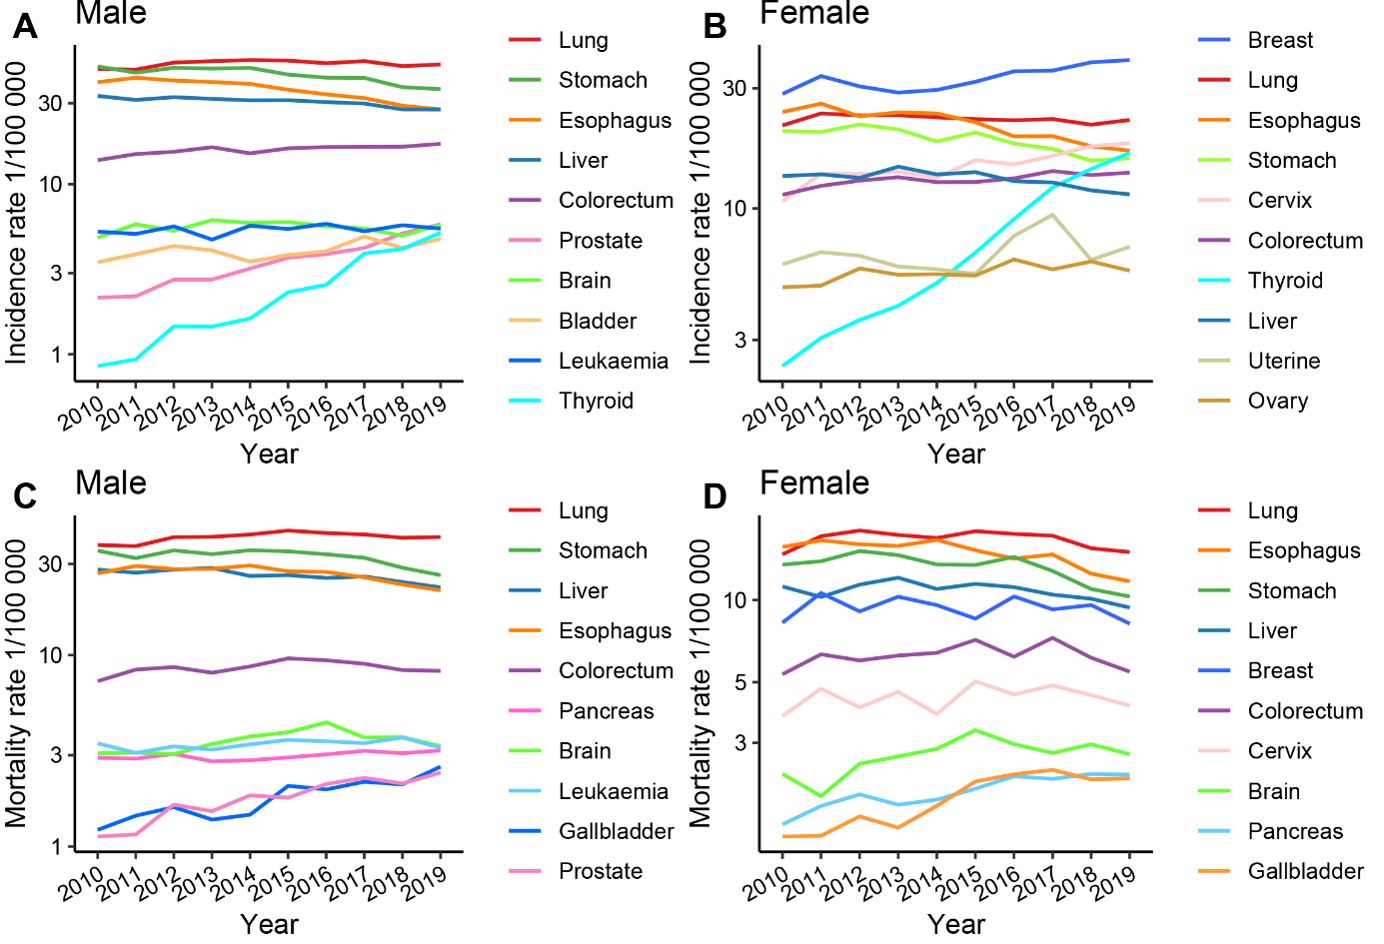 A Male
Incidence rate 1/100 000
30
10
3
1
2010 2011 2012 2013 2014 2015 2016 2017 2018 2019
Year
Lung
Stomach
Esophagus
Liver
Colorectum
Prostate
Brain
Bladder
Leukaemia
Thyroid
B Female
Incidence rate 1/100 000
30
10
3
2010 2011 2012 2013 2014 2015 2016 2017 2018 2019
Year
Breast
Lung
Esophagus
Stomach
Cervix
Colorectum
Thyroid
Liver
Uterine
Ovary
C Male
Mortality rate 1/100 000
30
10
3
1
2010 2011 2012 2013 2014 2015 2016 2017 2018 2019
Year
Lung
Stomach
Liver
Esophagus
Colorectum
Pancreas
Brain
Leukaemia
Gallbladder
Prostate
D Female
Mortality rate 1/100 000
10
5
3
2010 2011 2012 2013 2014 2015 2016 2017 2018 2019
Year
Lung
Esophagus
Stomach
Liver
Breast
Colorectum
Cervix
Brain
Pancreas
Gallbladder